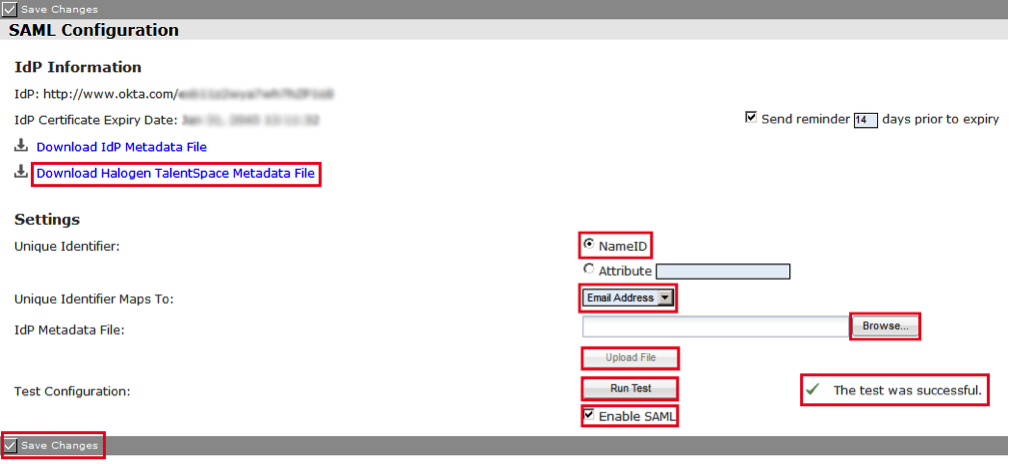 Save Changes
SAML Configuration
IdP Information
IdP: http://www.okta.com/
IdP Certificate Expiry Date:
Send reminder 14 days prior to expiry
Download IdP Metadata File
Download Halogen TalentSpace Metadata File
Settings
Unique Identifier:
NameID
Attribute
Unique Identifier Maps To:
Email Address
IdP Metadata File:
Browse...
Upload File
Test Configuration:
Run Test
The test was successful.
Enable SAML
Save Changes